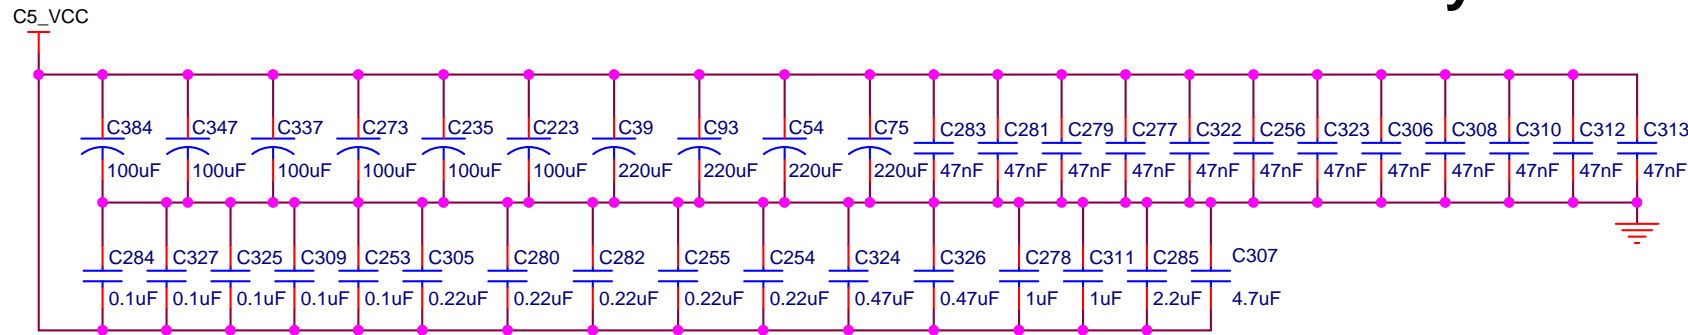 C5_VCC
C384 C347 C337 C273 C235 C223 C39 C93 C54 C75 C283 C281 C279 C277 C322 C256 C323 C306 C308 C310 C312 C313
100uF 100uF 100uF 100uF 100uF 100uF 220uF 220uF 220uF 220uF 47nF 47nF 47nF 47nF 47nF 47nF 47nF 47nF 47nF 47nF 47nF 47nF
C284 C327 C325 C309 C253 C305 C280 C282 C255 C254 C324 C326 C278 C311 C285 C307
0.1uF 0.1uF 0.1uF 0.1uF 0.1uF 0.22uF 0.22uF 0.22uF 0.22uF 0.22uF 0.47uF 0.47uF 1uF 1uF 2.2uF 4.7uF